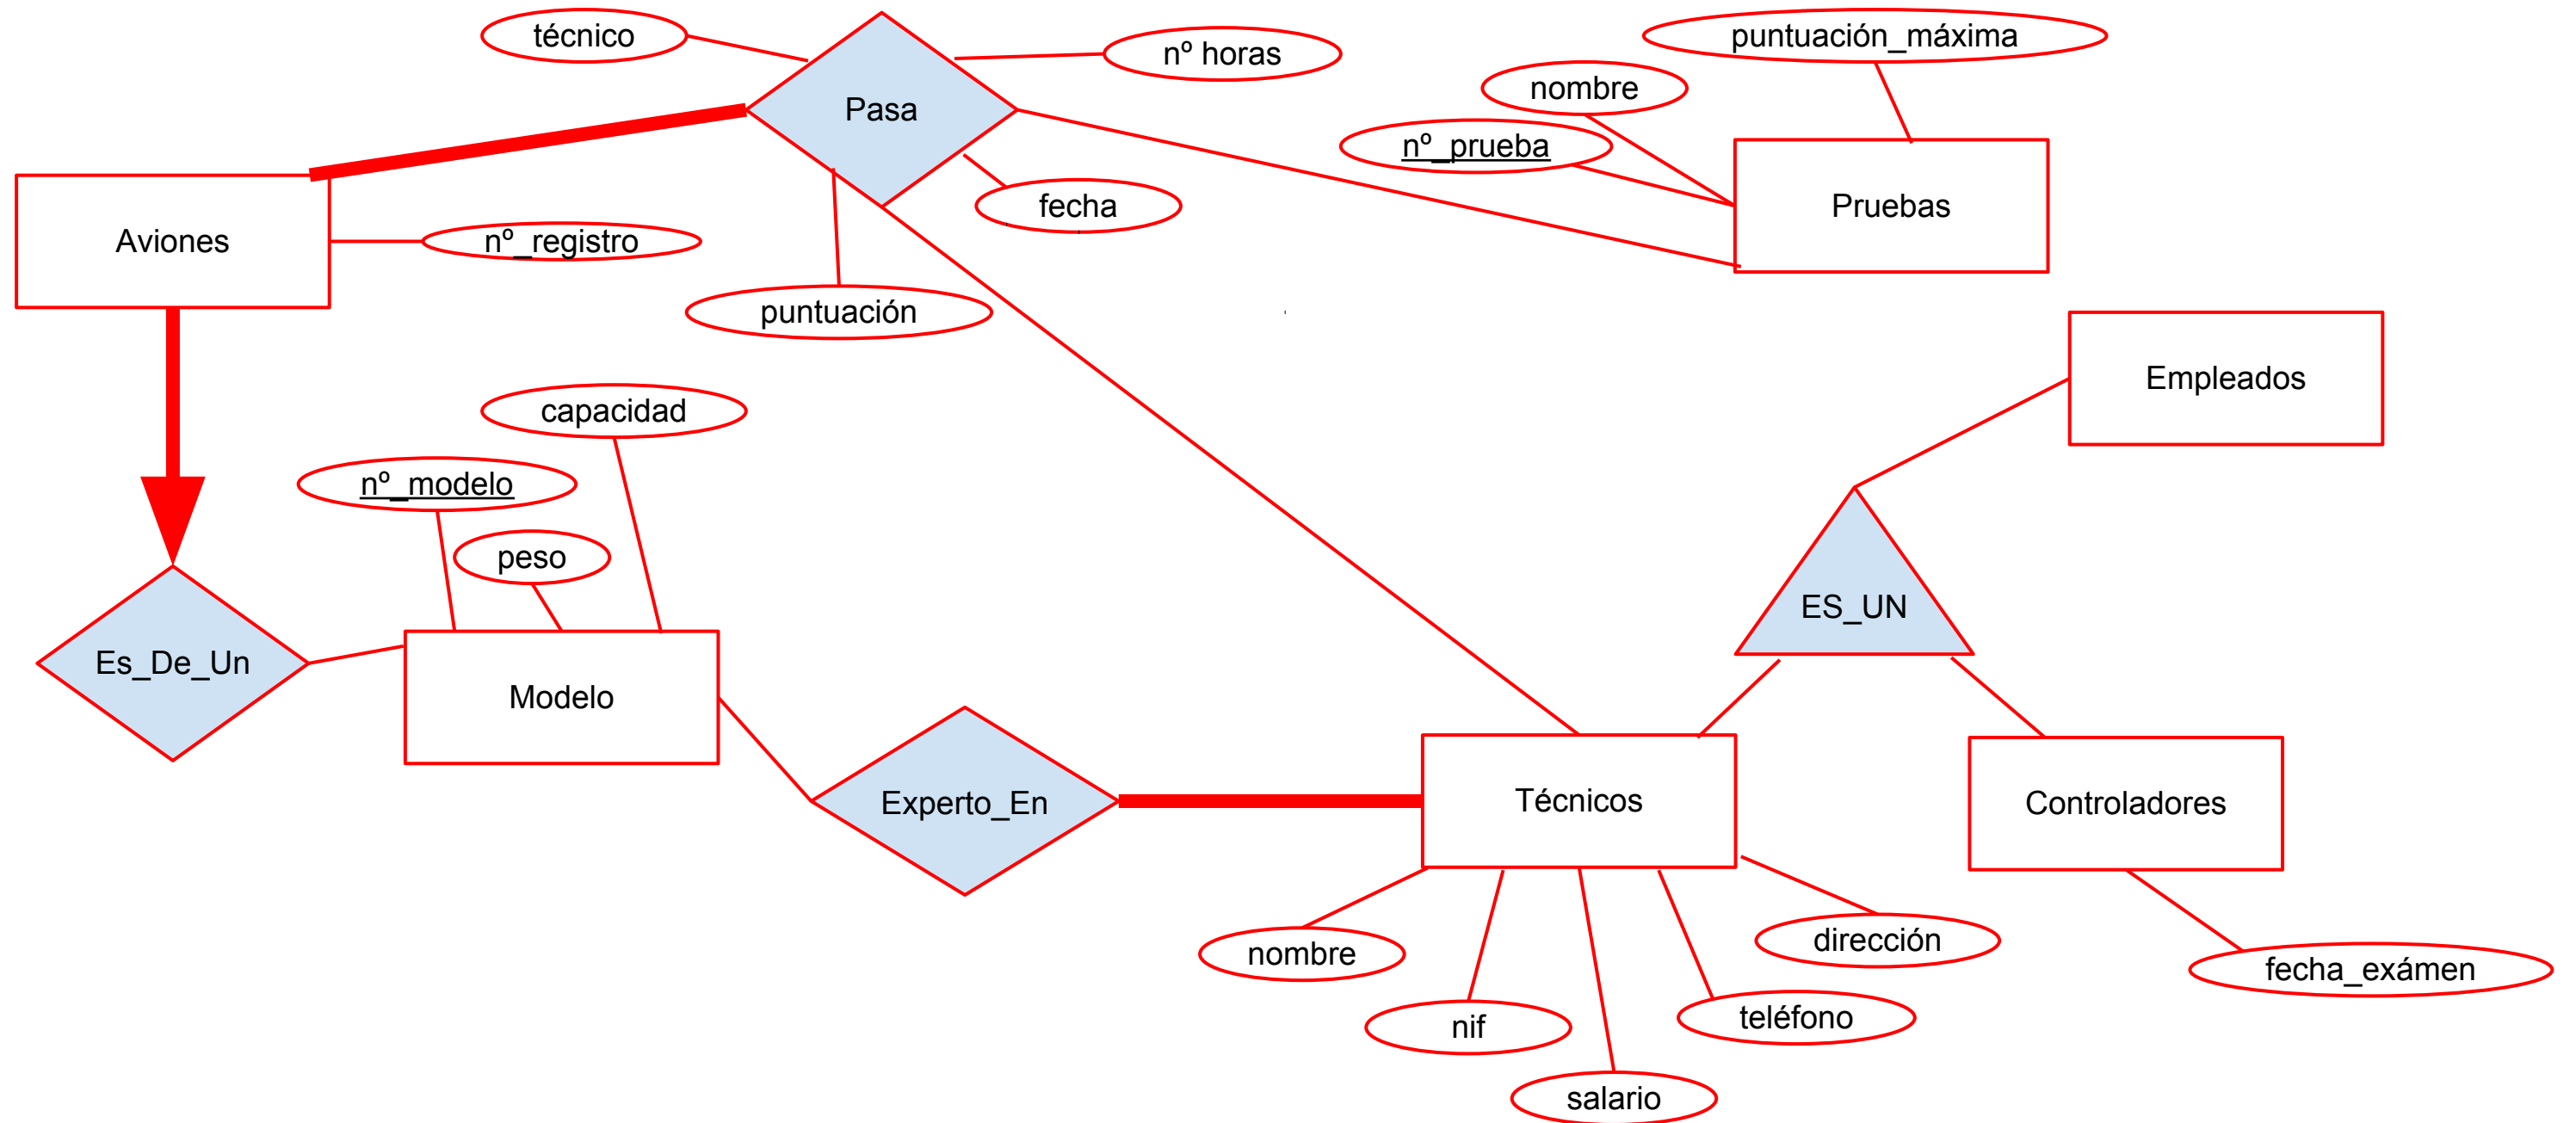 técnico
nº horas
puntuación_máxima
nombre
Pasa
nº_prueba
fecha
Pruebas
Aviones
nº_registro
puntuación
Empleados
capacidad
nº_modelo
peso
ES_UN
Es_De_Un
Modelo
Experto_En
Técnicos
Controladores
nombre
dirección
fecha_exámen
nif
teléfono
salario